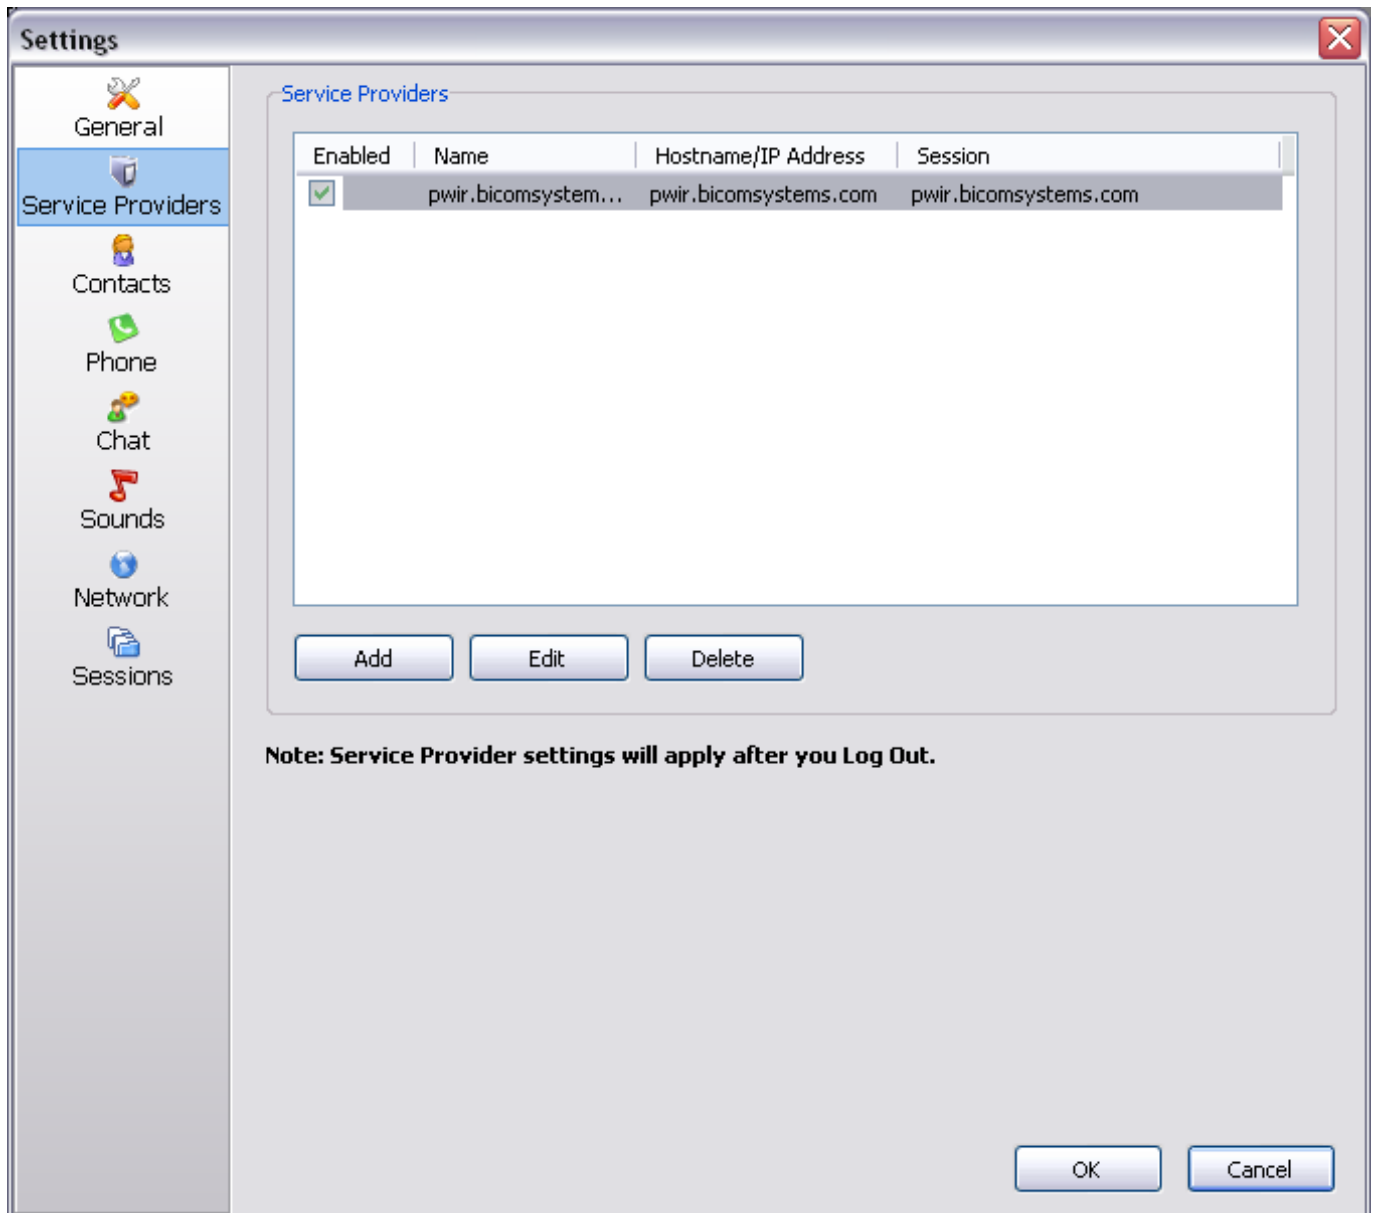 Settings
General
Service Providers
Contacts
Phone
Chat
Sounds
Network
Sessions
Service Providers
Enabled Name Hostname/IP Address Session
pwir.bicomsystem... pwir.bicomsystems.com pwir.bicomsystems.com
Add Edit Delete
Note: Service Provider settings will apply after you Log Out.
OK Cancel